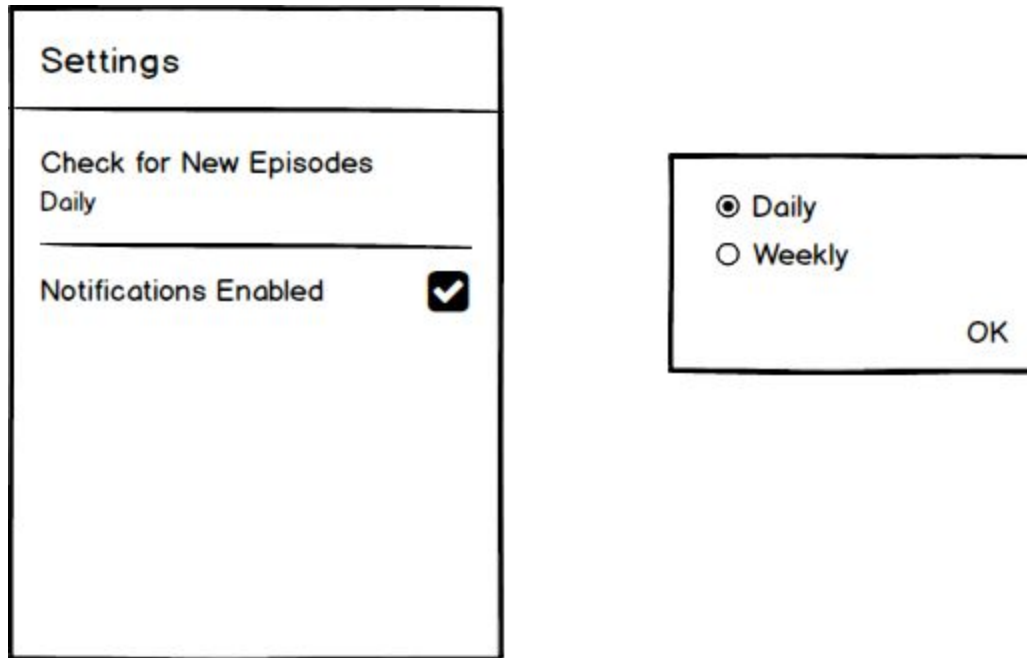 Settings
Check for New Episodes
Daily
Notifications Enabled
Daily
Weekly
OK